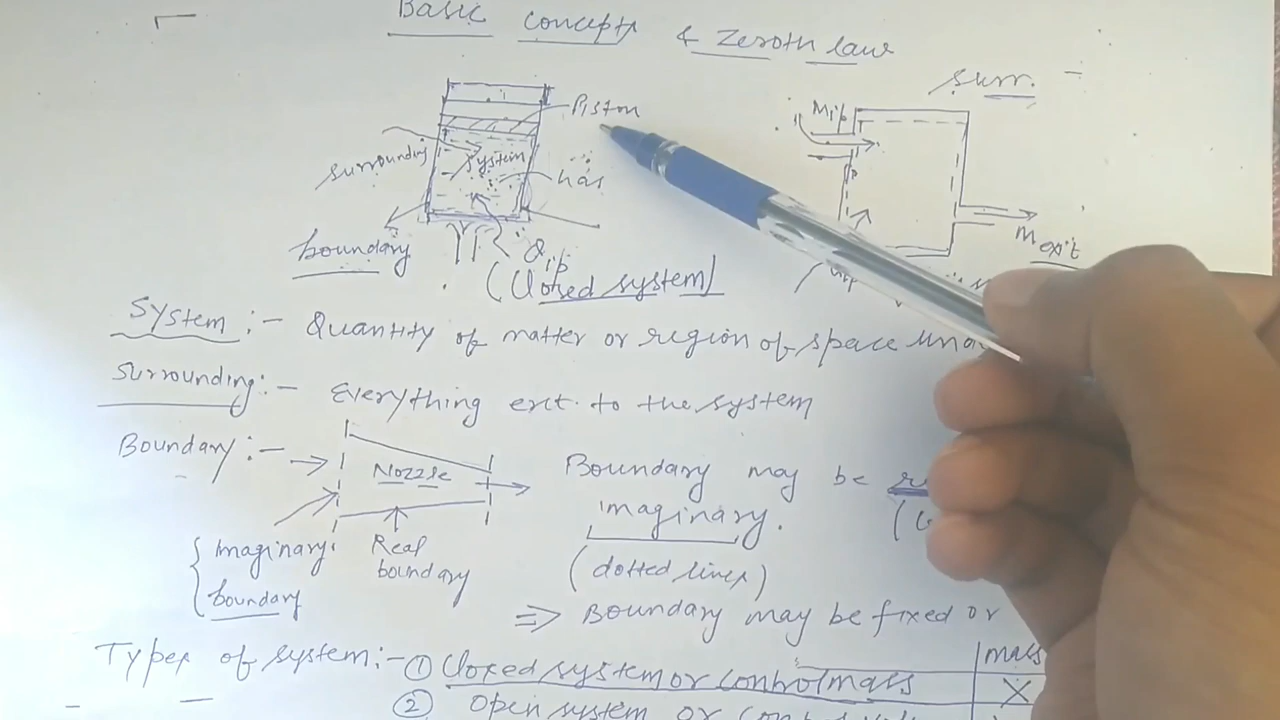 Basic concepts & Zeroth law
surr.
Piston
Mi/p
surrounding
system
Gas
boundary
Qi/p
Mexit
(Closed system)
System :- Quantity of matter or region of space
Surrounding :- Everything ext. to the system
Boundary :-
Nozzle
Boundary may be
imaginary.
(dotted lines)
Imaginary
boundary
Real
boundary
⇒ Boundary may be fixed or
Types of system :- ① Closed system or control mass
mass
X
② Open system or